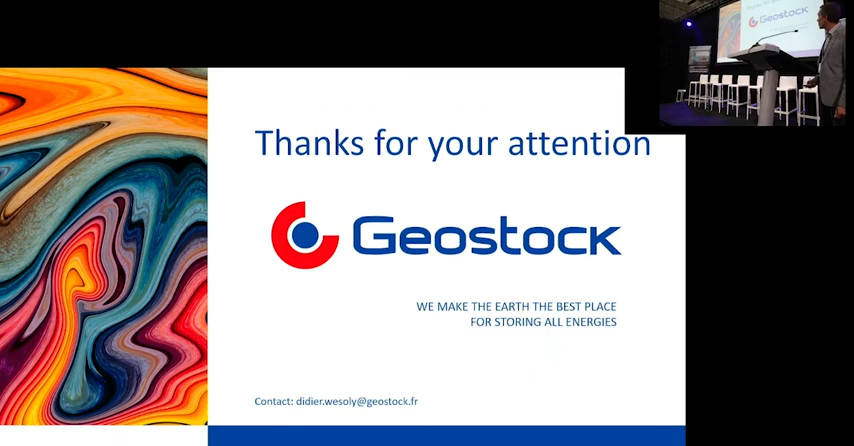 Thanks for your attention
Geostock
WE MAKE THE EARTH THE BEST PLACE
FOR STORING ALL ENERGIES
Contact: didier.wesoly@geostock.fr
Geostock